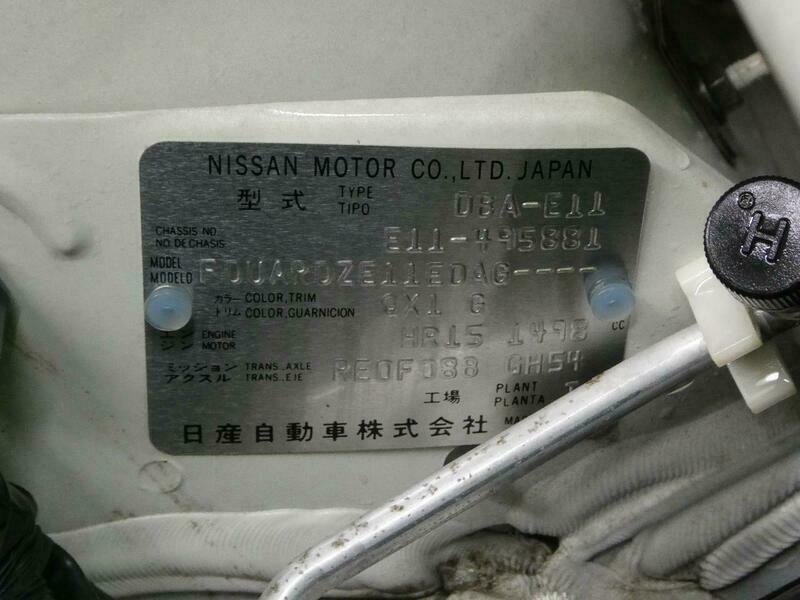 NISSAN MOTOR CO.,LTD. JAPAN
型式 TYPE TIPO DBA-E11
CHASSIS NO. NO. DE CHASIS E11-495881
MODEL MODELO FDUARDZE11EDAG----
カラー トリム COLOR, TRIM COLOR, GUARNICION QX1 G
ジン ENGINE MOTOR HR15 1498 CC
ミッション アクスル TRANS., AXLE TRANS., EJE RE0F08B GH54
工場 PLANT PLANTA
日産自動車株式会社
H